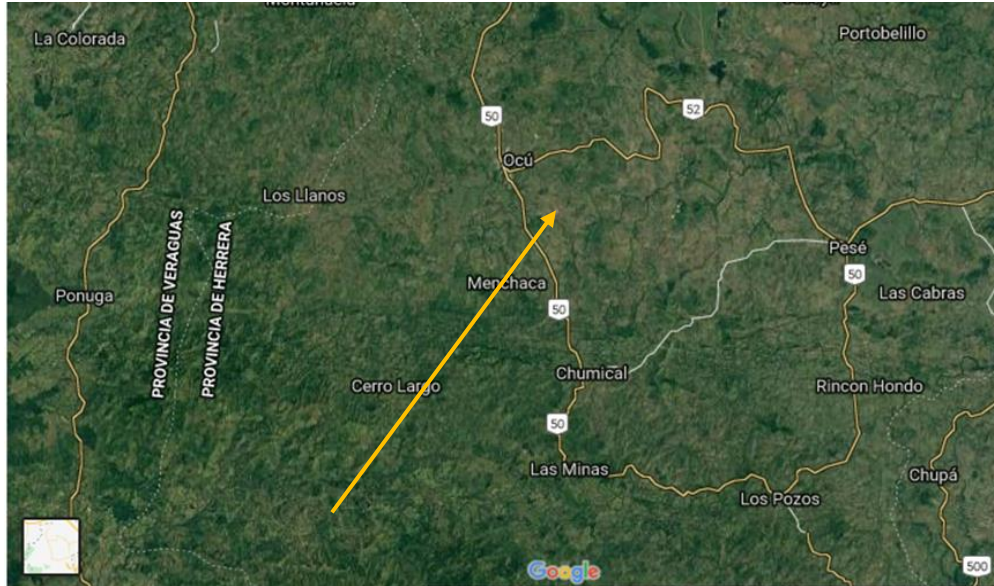 La Colorada
Portobelillo
50
52
Ocú
Los Llanos
PROVINCIA DE VERAGUAS
PROVINCIA DE HERRERA
Pesé
50
Menchaca
Ponuga
Las Cabras
50
Chumical
Cerro Largo
Rincon Hondo
50
Las Minas
Chupá
Los Pozos
Google
500